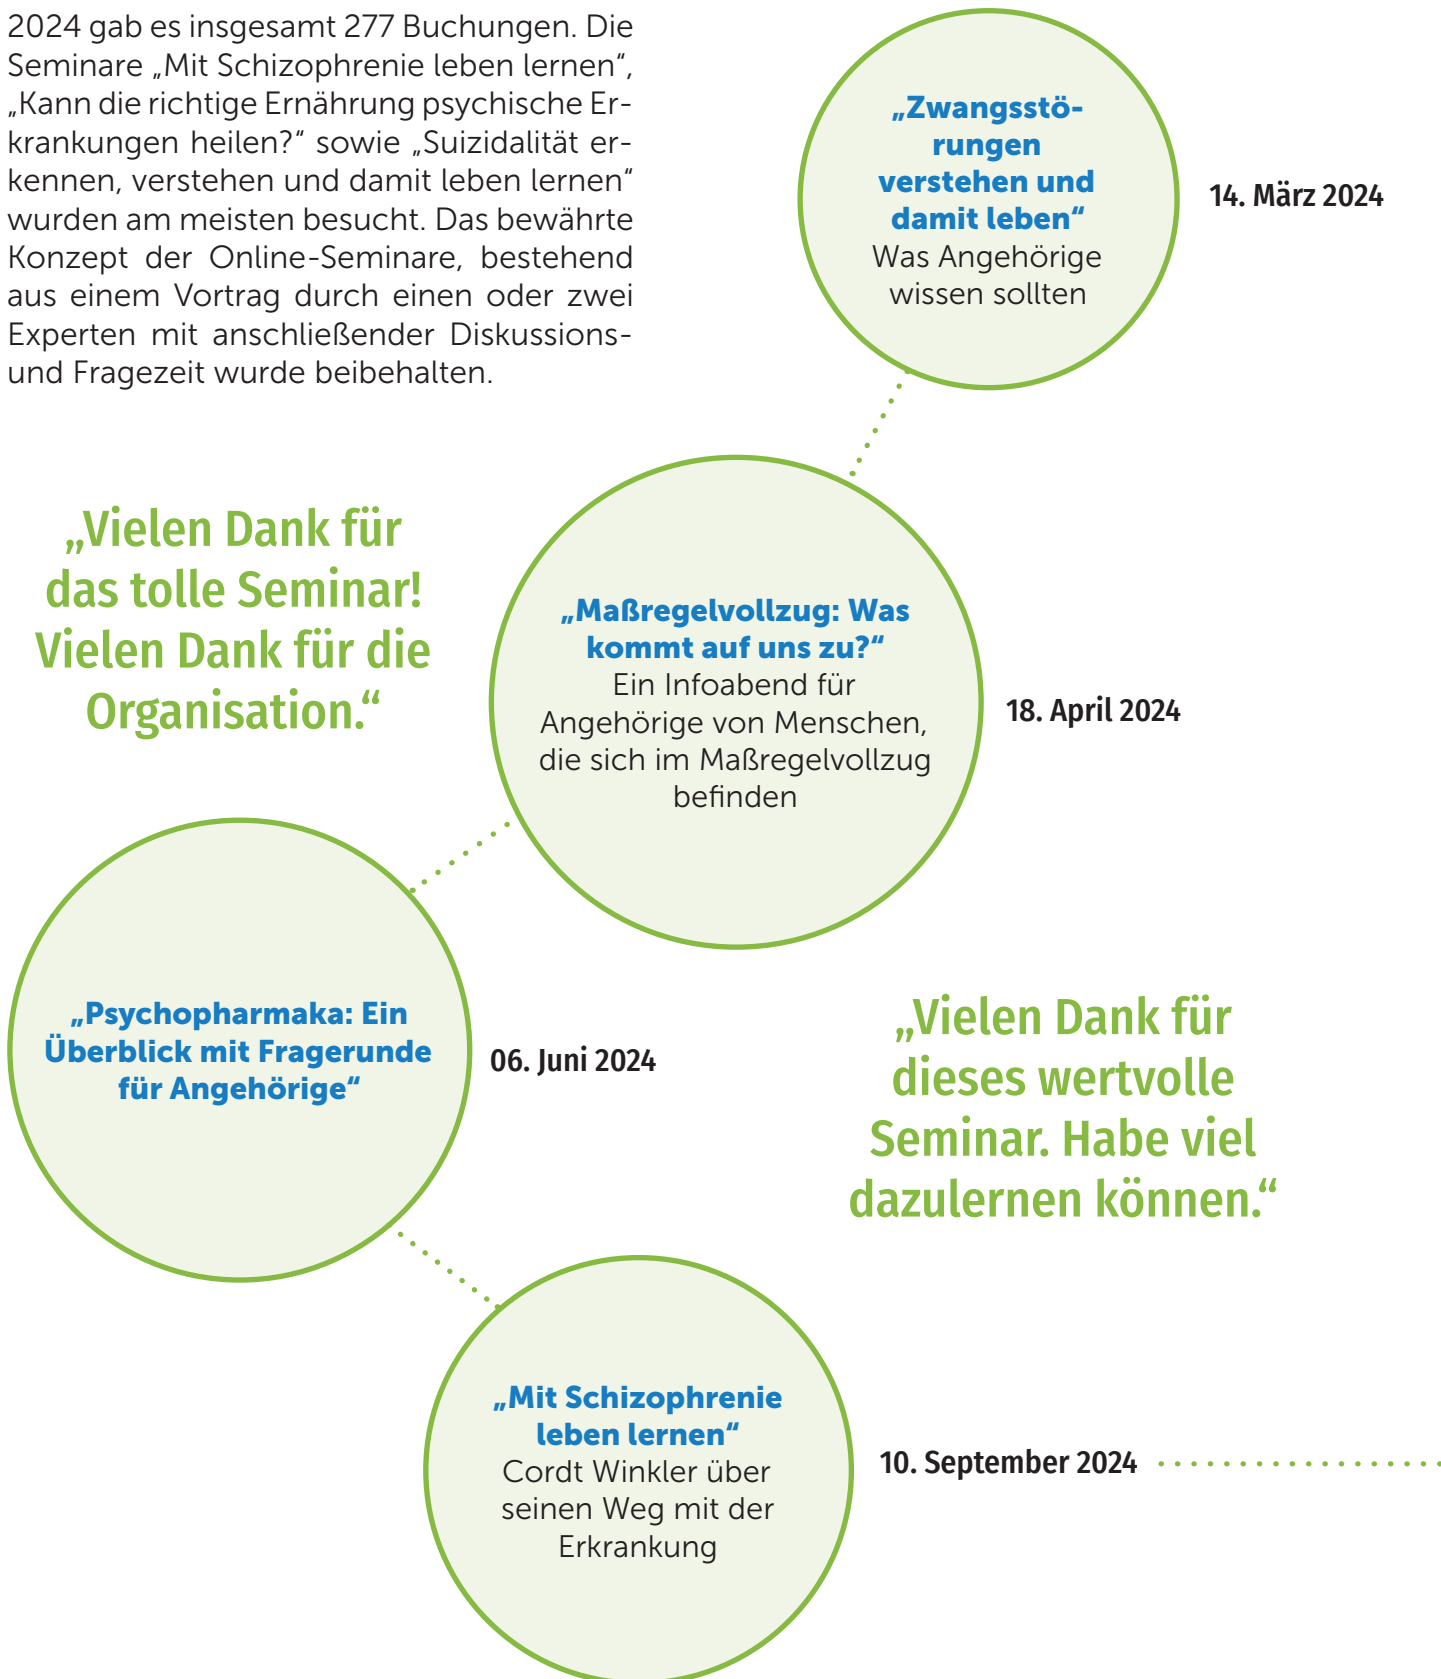 2024 gab es insgesamt 277 Buchungen. Die
Seminare „Mit Schizophrenie leben lernen“,
„Kann die richtige Ernährung psychische Er-
krankungen heilen?“ sowie „Suizidalität er-
kennen, verstehen und damit leben lernen“
wurden am meisten besucht. Das bewährte
Konzept der Online-Seminare, bestehend
aus einem Vortrag durch einen oder zwei
Experten mit anschließender Diskussions-
und Fragezeit wurde beibehalten.
„Zwangsstö-
rungen
verstehen und
damit leben“
Was Angehörige
wissen sollten
14. März 2024
„Vielen Dank für
das tolle Seminar!
Vielen Dank für die
Organisation.“
„Maßregelvollzug: Was
kommt auf uns zu?“
Ein Infoabend für
Angehörige von Menschen,
die sich im Maßregelvollzug
befinden
18. April 2024
„Psychopharmaka: Ein
Überblick mit Fragerunde
für Angehörige“
06. Juni 2024
„Vielen Dank für
dieses wertvolle
Seminar. Habe viel
dazulernen können.“
„Mit Schizophrenie
leben lernen“
Cordt Winkler über
seinen Weg mit der
Erkrankung
10. September 2024